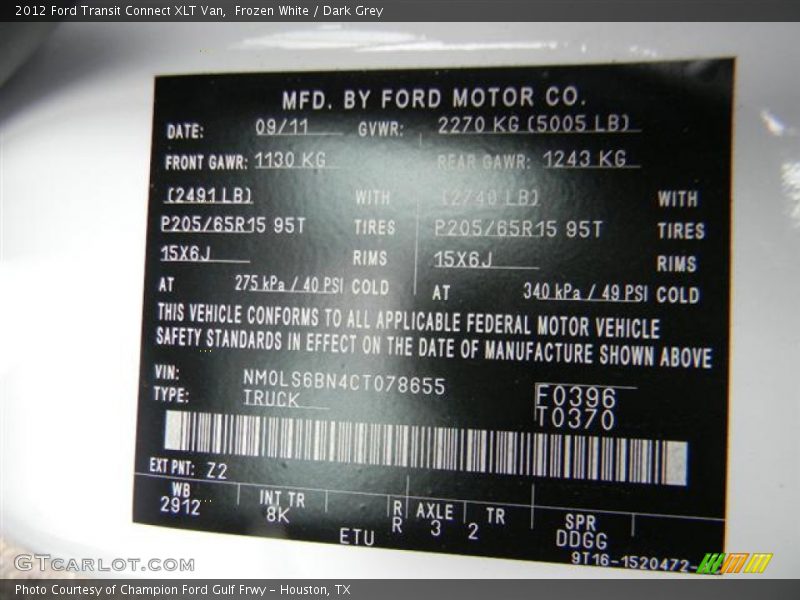 2012 Ford Transit Connect XLT Van,  Frozen White / Dark Grey
MFD. BY FORD MOTOR CO.
DATE: 09/11 GVWR: 2270 KG (5005 LB)
FRONT GAWR: 1130 KG REAR GAWR: 1243 KG
(2491 LB) WITH (2740 LB) WITH
P205/65R15 95T TIRES P205/65R15 95T TIRES
15X6J RIMS 15X6J RIMS
AT 275 kPa / 40 PSI COLD AT 340 kPa / 49 PSI COLD
THIS VEHICLE CONFORMS TO ALL APPLICABLE FEDERAL MOTOR VEHICLE
SAFETY STANDARDS IN EFFECT ON THE DATE OF MANUFACTURE SHOWN ABOVE
VIN: NM0LS6BN4CT078655 F0396
TYPE: TRUCK T0370
EXT PNT: Z2
WB INT TR R AXLE TR SPR
2912 8K R 3 2 DDGG
ETU
9T16-1520472-
GTCARLOT.COM
Photo Courtesy of Champion Ford Gulf Frwy - Houston, TX